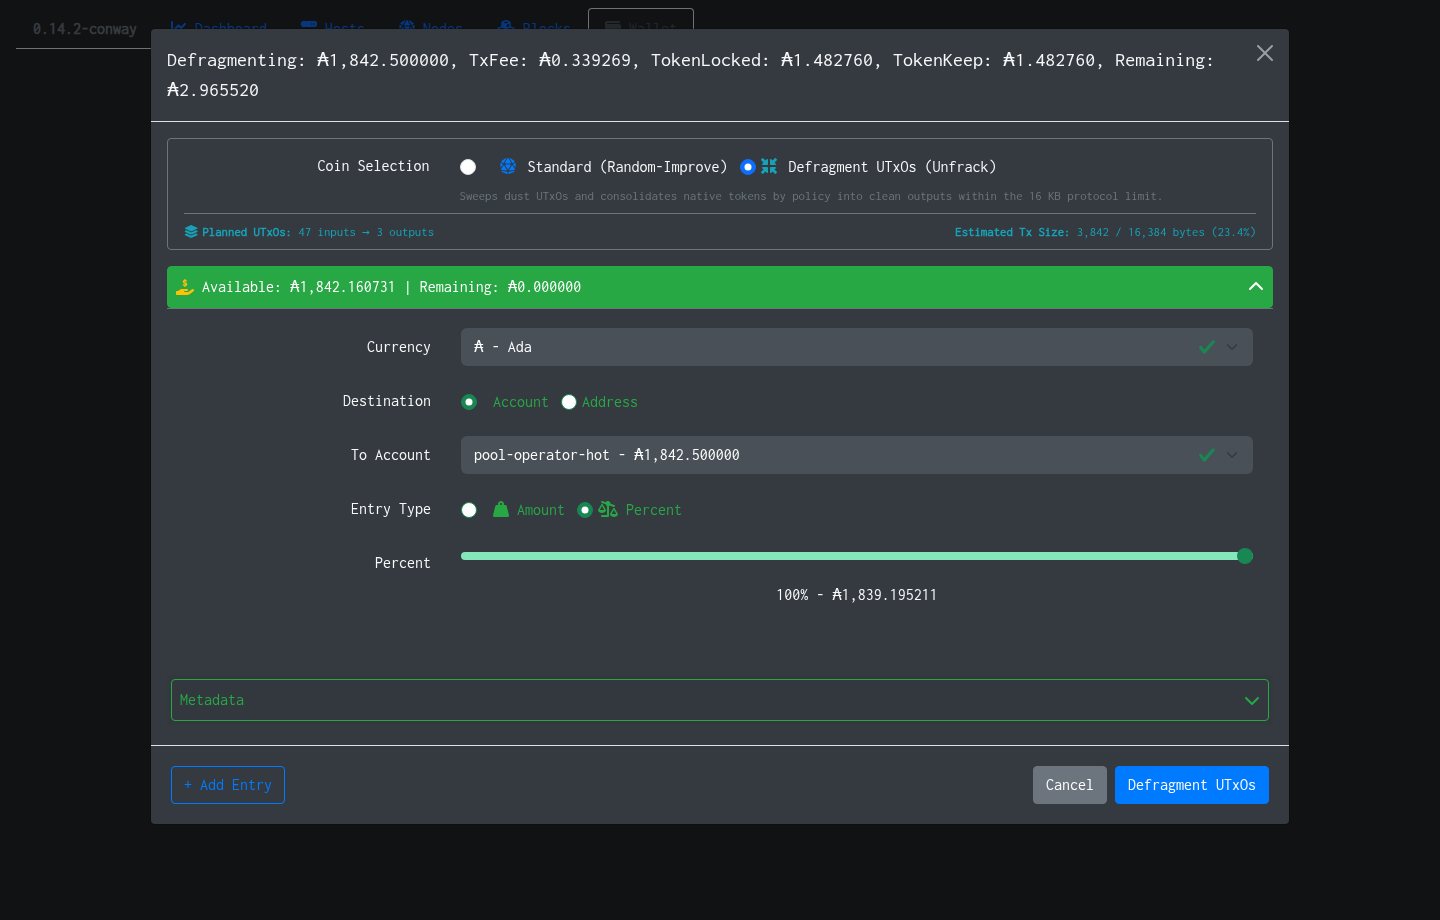 0.14.2-conway Dashboard Hosts Nodes Blocks Wallet
Defragmenting: ₳1,842.500000, TxFee: ₳0.339269, TokenLocked: ₳1.482760, TokenKeep: ₳1.482760, Remaining:
₳2.965520
Coin Selection Standard (Random-Improve) Defragment UTxOs (Unfrack)
Sweeps dust UTxOs and consolidates native tokens by policy into clean outputs within the 16 KB protocol limit.
Planned UTxOs: 47 inputs → 3 outputs Estimated Tx Size: 3,842 / 16,384 bytes (23.4%)
Available: ₳1,842.160731 | Remaining: ₳0.000000
Currency ₳ - Ada
Destination Account Address
To Account pool-operator-hot - ₳1,842.500000
Entry Type Amount Percent
Percent
100% - ₳1,839.195211
Metadata
+ Add Entry Cancel Defragment UTxOs